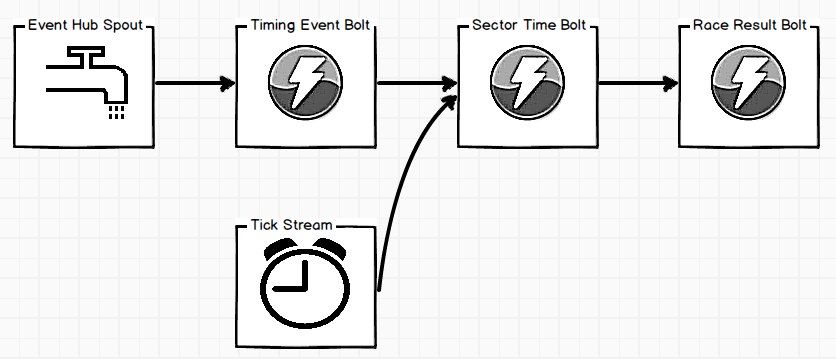 Event Hub Spout
Timing Event Bolt
Sector Time Bolt
Race Result Bolt
Tick Stream